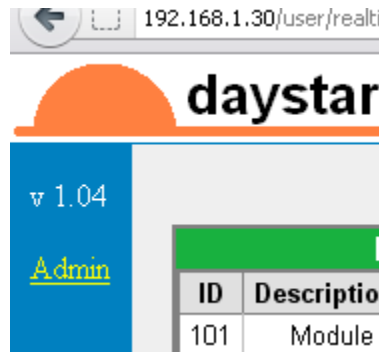 192.168.1.30/user/realti
daystar
v 1.04
Admin
ID Descriptio
101 Module